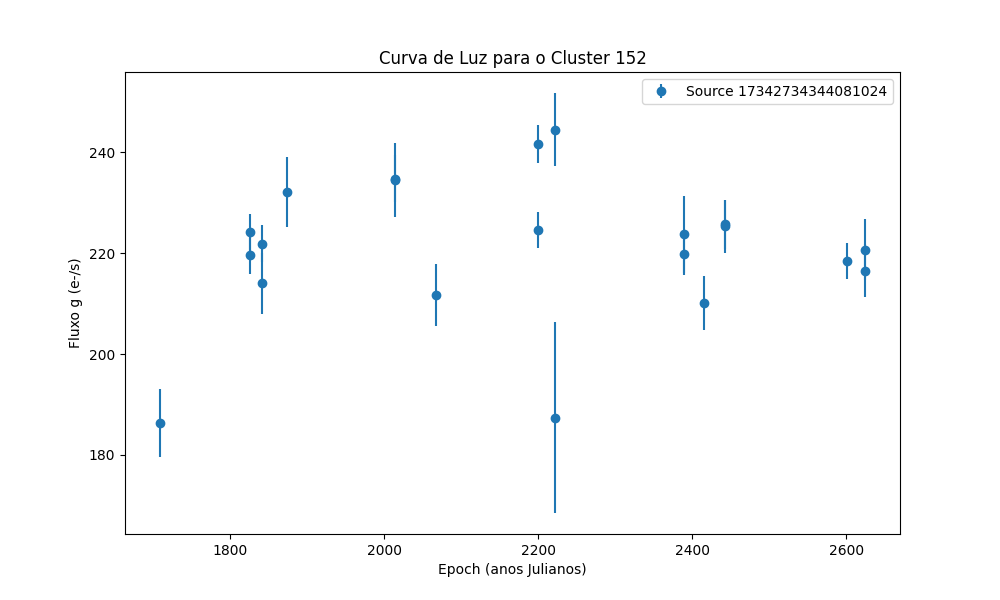 Curva de Luz para o Cluster 152
Source 17342734344081024
Fluxo g (e-/s)
240
220
200
180
1800
2000
2200
2400
2600
Epoch (anos Julianos)